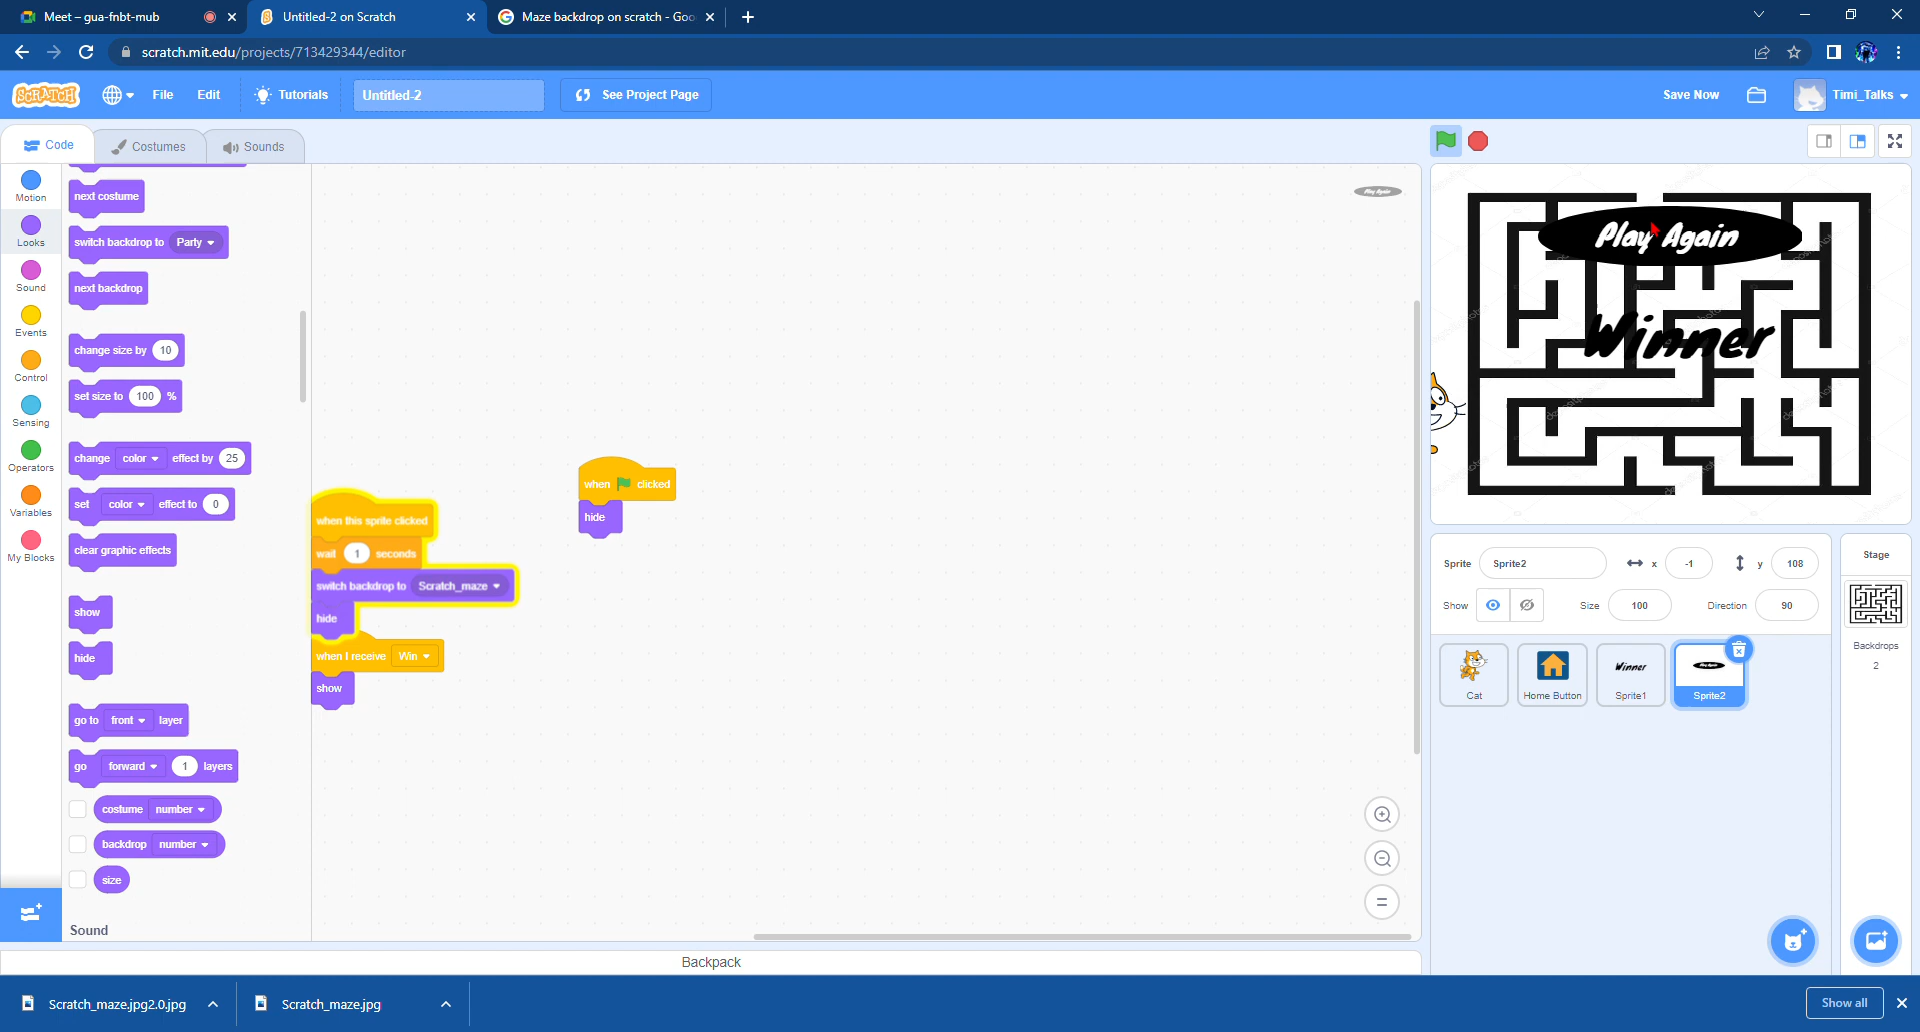 Meet – gua-fnbt-mub
Untitled-2 on Scratch
Maze backdrop on scratch - Goo
scratch.mit.edu/projects/713429344/editor
SCRATCH
File
Edit
Tutorials
Untitled-2
See Project Page
Save Now
Timi_Talks
Code
Costumes
Sounds
Motion
Looks
Sound
Events
Control
Sensing
Operators
Variables
My Blocks
next costume
switch backdrop to Party
next backdrop
change size by 10
set size to 100 %
change color effect by 25
set color effect to 0
clear graphic effects
show
hide
go to front layer
go forward 1 layers
costume number
backdrop number
size
Sound
when this sprite clicked
wait 1 seconds
switch backdrop to Scratch_maze
hide
when I receive Win
show
when clicked
hide
Play Again
Play Again
Winner
Sprite Sprite2 x -1 y 108
Show Size 100 Direction 90
Cat
Home Button
Winner
Sprite1
Play Again
Sprite2
Stage
Backdrops
2
Backpack
Scratch_maze.jpg2.0.jpg
Scratch_maze.jpg
Show all